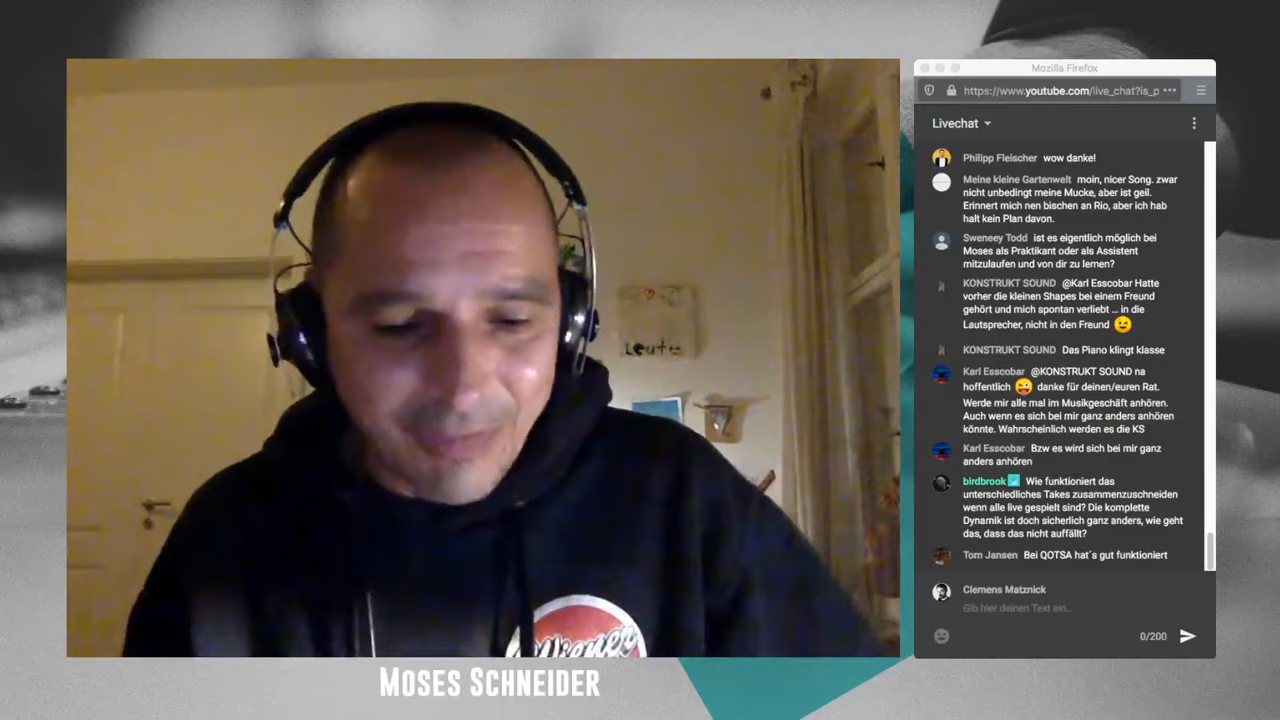 Mozilla Firefox
https://www.youtube.com/live_chat?is_p
Livechat
Philipp Fleischer wow danke!
Meine kleine Gartenwelt moin, nicer Song. zwar
nicht unbedingt meine Mucke, aber ist geil.
Erinnert mich nen bischen an Rio, aber ich hab
halt kein Plan davon.
Sweneey Todd ist es eigentlich möglich bei
Moses als Praktikant oder als Assistent
mitzulaufen und von dir zu lernen?
KONSTRUKT SOUND @Karl Esscobar Hatte
vorher die kleinen Shapes bei einem Freund
gehört und mich spontan verliebt ... in die
Lautsprecher, nicht in den Freund 😉
KONSTRUKT SOUND Das Piano klingt klasse
Karl Esscobar @KONSTRUKT SOUND na
hoffentlich 😜 danke für deinen/euren Rat.
Werde mir alle mal im Musikgeschäft anhören.
Auch wenn es sich bei mir ganz anders anhören
könnte. Wahrscheinlich werden es die KS
Karl Esscobar Bzw es wird sich bei mir ganz
anders anhören
birdbrook Wie funktioniert das
unterschiedliches Takes zusammenzuschneiden
wenn alle live gespielt sind? Die komplette
Dynamik ist doch sicherlich ganz anders, wie geht
das, dass das nicht auffällt?
Tom Jansen Bei QOTSA hat´s gut funktioniert
Clemens Matznick
Gib hier deinen Text ein...
0/200
Leute
Wiener
MOSES SCHNEIDER